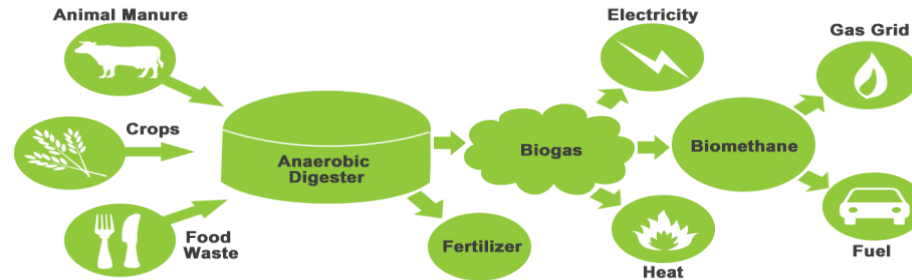 Animal Manure
Crops
Food
Waste
Anaerobic
Digester
Fertilizer
Biogas
Electricity
Heat
Biomethane
Gas Grid
Fuel